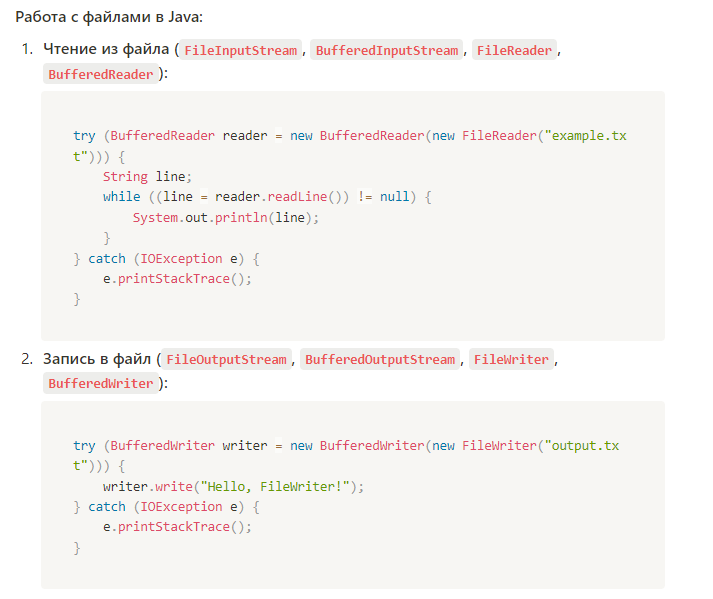 Работа с файлами в Java:
1. Чтение из файла ( FileInputStream , BufferedInputStream , FileReader ,
BufferedReader ):
try (BufferedReader reader = new BufferedReader(new FileReader("example.tx
t"))) {
    String line;
    while ((line = reader.readLine()) != null) {
        System.out.println(line);
    }
} catch (IOException e) {
    e.printStackTrace();
}
2. Запись в файл ( FileOutputStream , BufferedOutputStream , FileWriter ,
BufferedWriter ):
try (BufferedWriter writer = new BufferedWriter(new FileWriter("output.tx
t"))) {
    writer.write("Hello, FileWriter!");
} catch (IOException e) {
    e.printStackTrace();
}